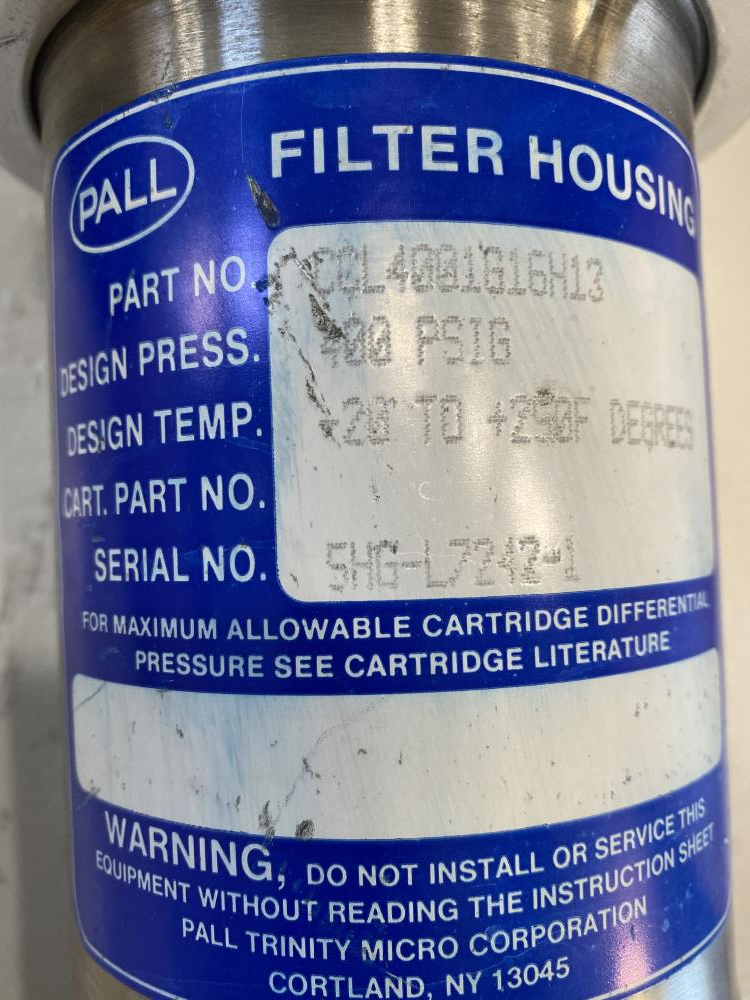 PALL
FILTER HOUSING
PART NO. CCL4001G16H13
DESIGN PRESS. 400 PSIG
DESIGN TEMP. -20 TO +250F DEGREES
CART. PART NO.
SERIAL NO. SHG-L7242-1
FOR MAXIMUM ALLOWABLE CARTRIDGE DIFFERENTIAL
PRESSURE SEE CARTRIDGE LITERATURE
WARNING, DO NOT INSTALL OR SERVICE THIS
EQUIPMENT WITHOUT READING THE INSTRUCTION SHEET
PALL TRINITY MICRO CORPORATION
CORTLAND, NY 13045